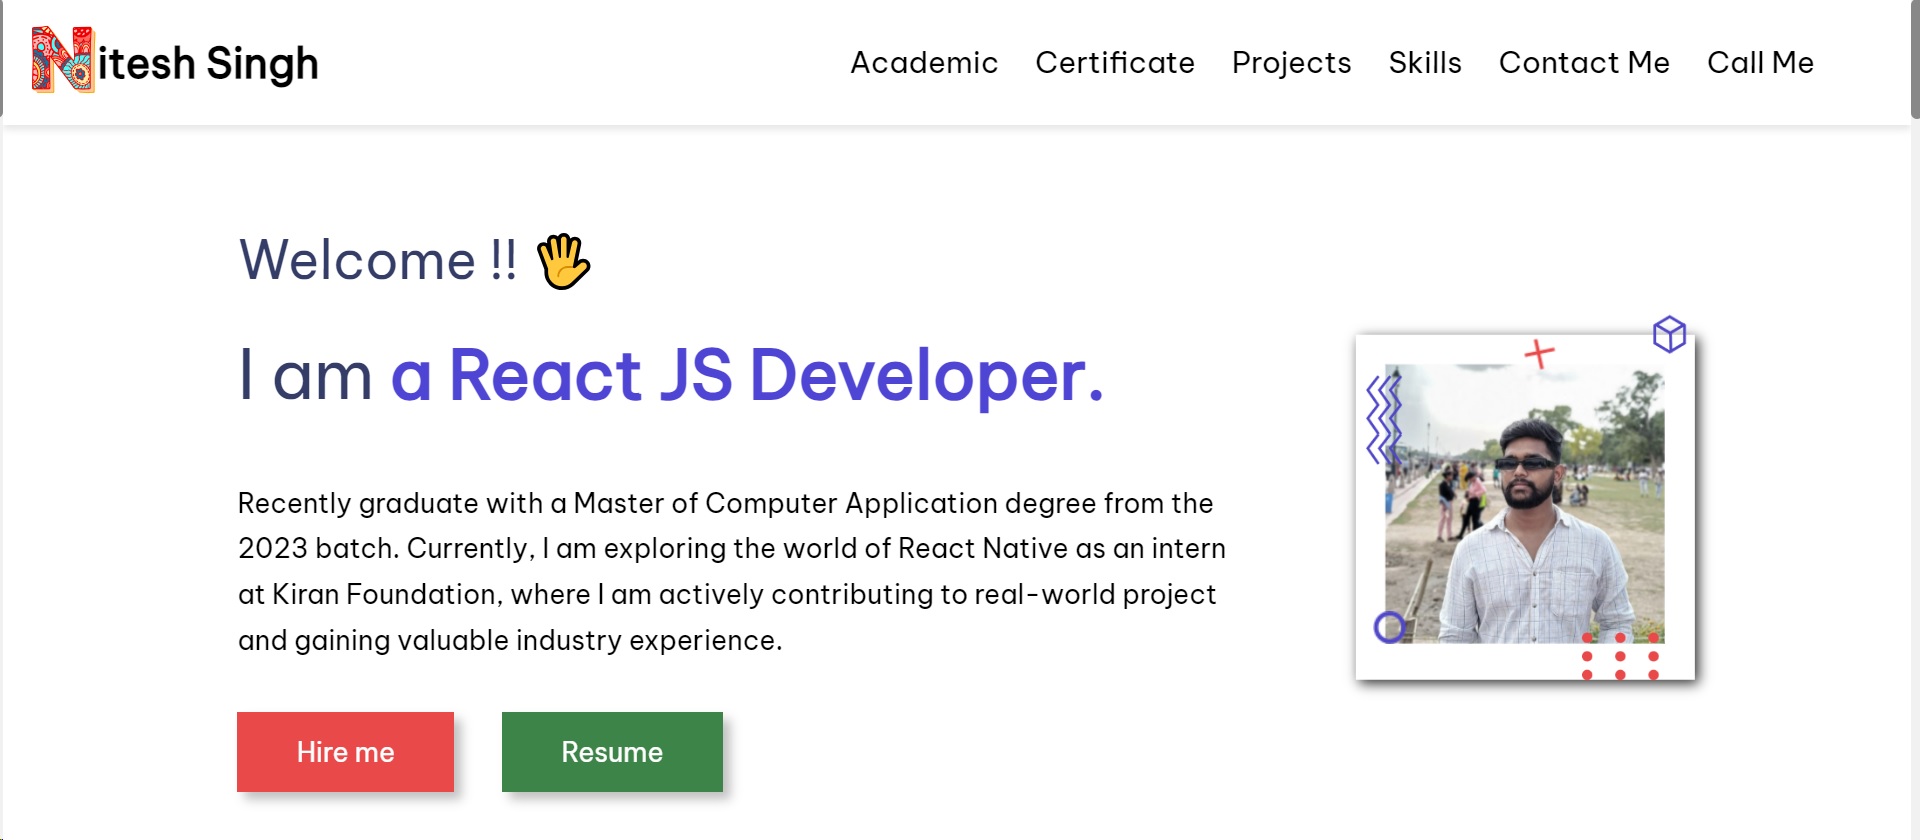 Nitesh Singh
Academic Certificate Projects Skills Contact Me Call Me
Welcome !! 🖐
I am a React JS Developer.
Recently graduate with a Master of Computer Application degree from the
2023 batch. Currently, I am exploring the world of React Native as an intern
at Kiran Foundation, where I am actively contributing to real-world project
and gaining valuable industry experience.
Hire me
Resume